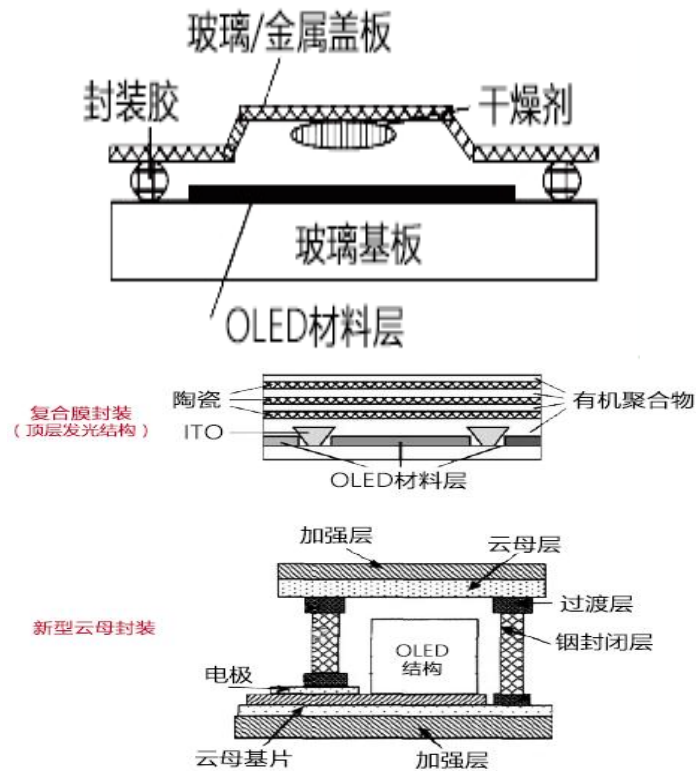 玻璃/金属盖板
封装胶
干燥剂
玻璃基板
OLED材料层
陶瓷
有机聚合物
复合膜封装
(顶层发光结构)
ITO
OLED材料层
加强层
云母层
过渡层
新型云母封装
铟封闭层
OLED
结构
电极
云母基片
加强层